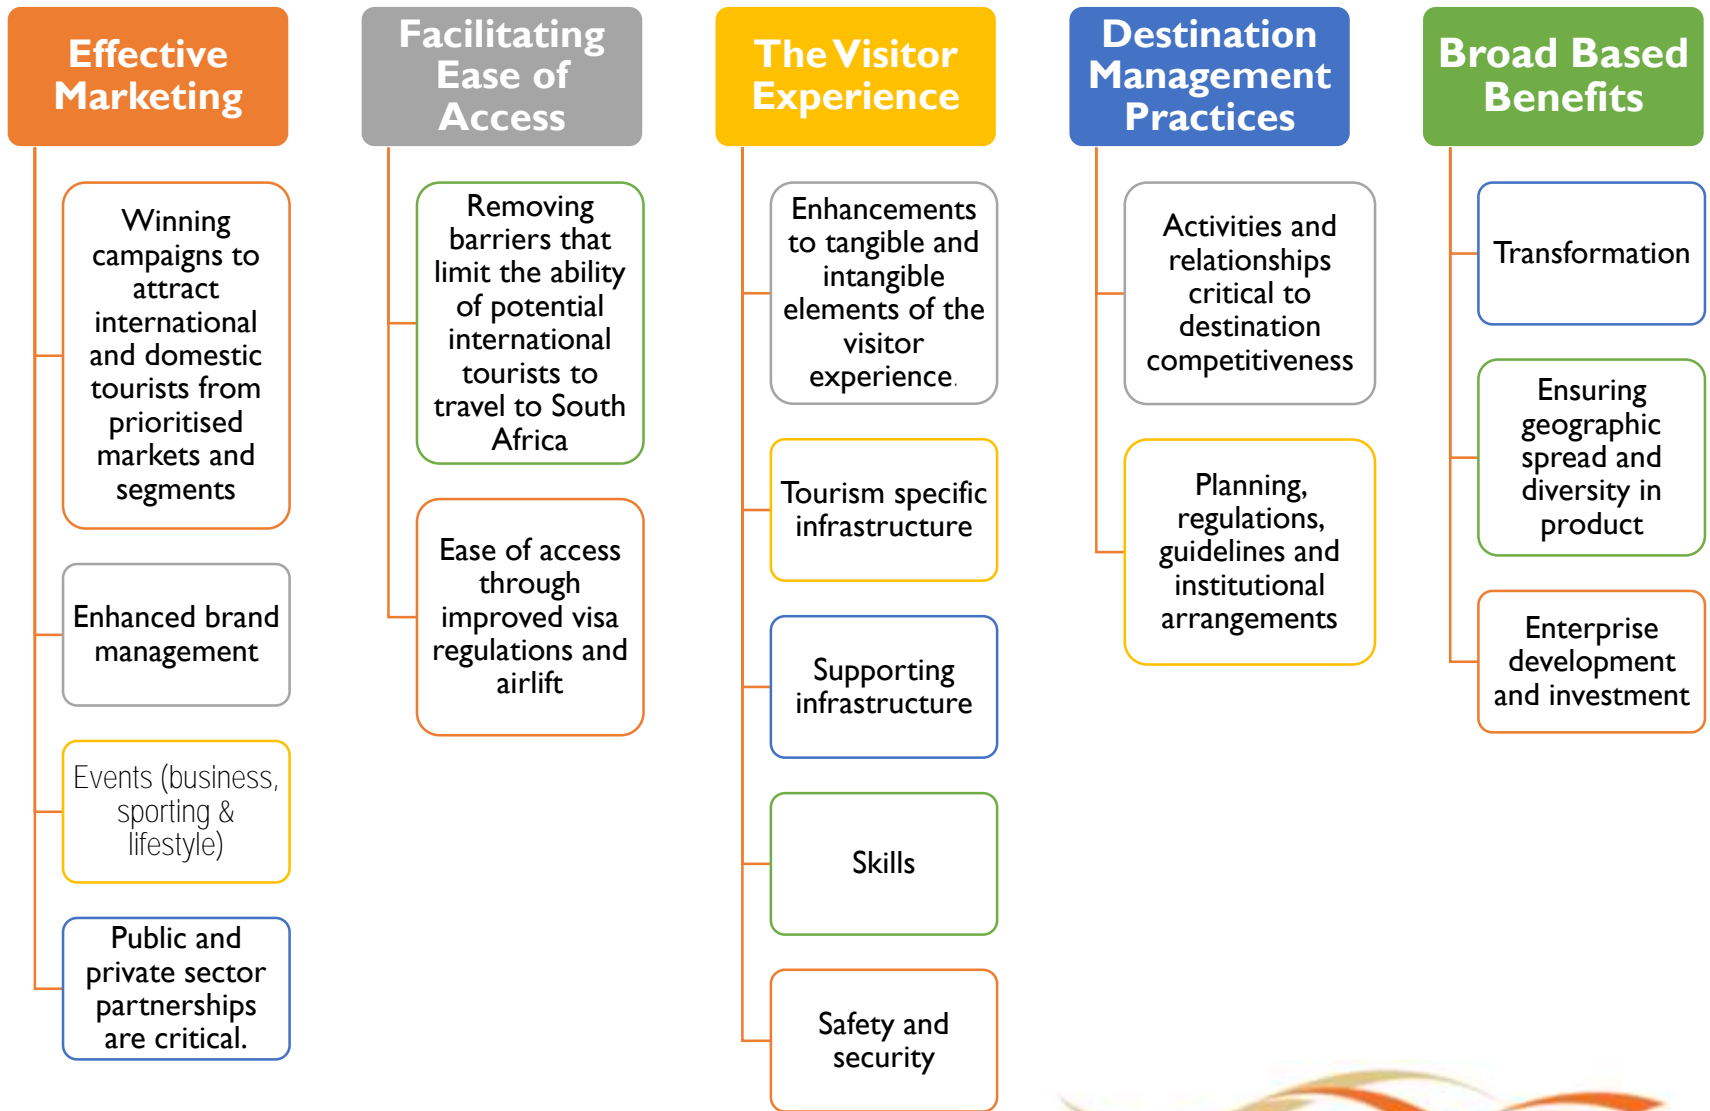 Effective
Marketing
Winning
campaigns to
attract
international
and domestic
tourists from
prioritised
markets and
segments
Enhanced brand
management
Events (business,
sporting &
lifestyle)
Public and
private sector
partnerships
are critical.
Facilitating
Ease of
Access
Removing
barriers that
limit the ability
of potential
international
tourists to
travel to South
Africa
Ease of access
through
improved visa
regulations and
airlift
The Visitor
Experience
Enhancements
to tangible and
intangible
elements of the
visitor
experience.
Tourism specific
infrastructure
Supporting
infrastructure
Skills
Safety and
security
Destination
Management
Practices
Activities and
relationships
critical to
destination
competitiveness
Planning,
regulations,
guidelines and
institutional
arrangements
Broad Based
Benefits
Transformation
Ensuring
geographic
spread and
diversity in
product
Enterprise
development
and investment